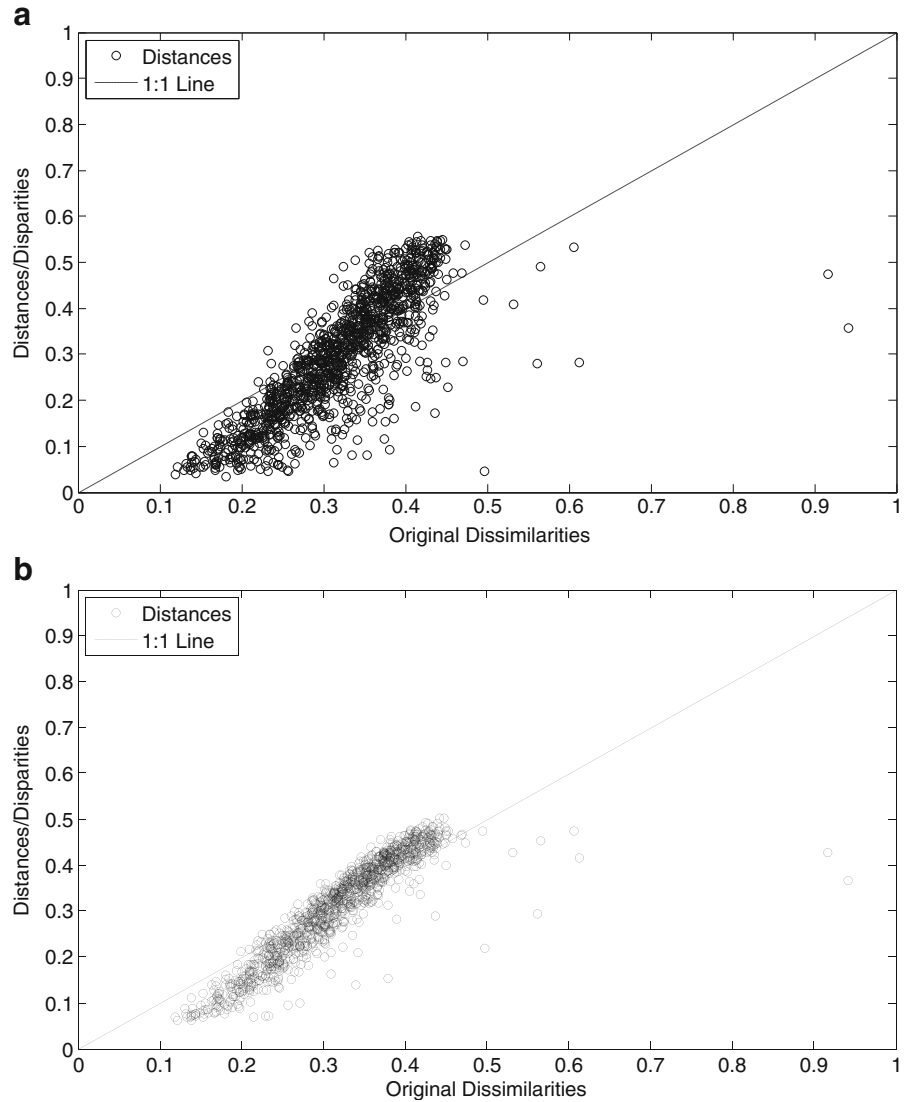 a
1
0.9
0.8
0.7
0.6
0.5
0.4
0.3
0.2
0.1
0
Distances/Disparities
Distances
1:1 Line
0 0.1 0.2 0.3 0.4 0.5 0.6 0.7 0.8 0.9 1
Original Dissimilarities
b
1
0.9
0.8
0.7
0.6
0.5
0.4
0.3
0.2
0.1
0
Distances/Disparities
Distances
1:1 Line
0 0.1 0.2 0.3 0.4 0.5 0.6 0.7 0.8 0.9 1
Original Dissimilarities